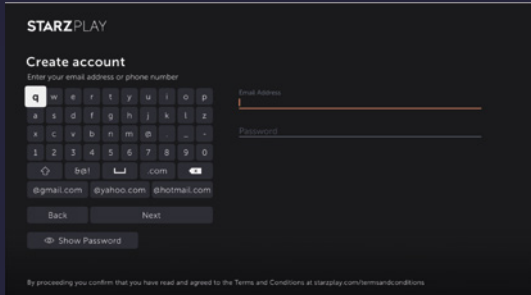 STARZPLAY
Create account
Enter your email address or phone number
q w e r t y u i o p
a s d f g h j k l z
x c v b n m @ . _ -
1 2 3 4 5 6 7 8 9 0
&@! .com
@gmail.com @yahoo.com @hotmail.com
Back Next
Show Password
Email Address
Password
By proceeding you confirm that you have read and agreed to the Terms and Conditions at starzplay.com/termsandconditions